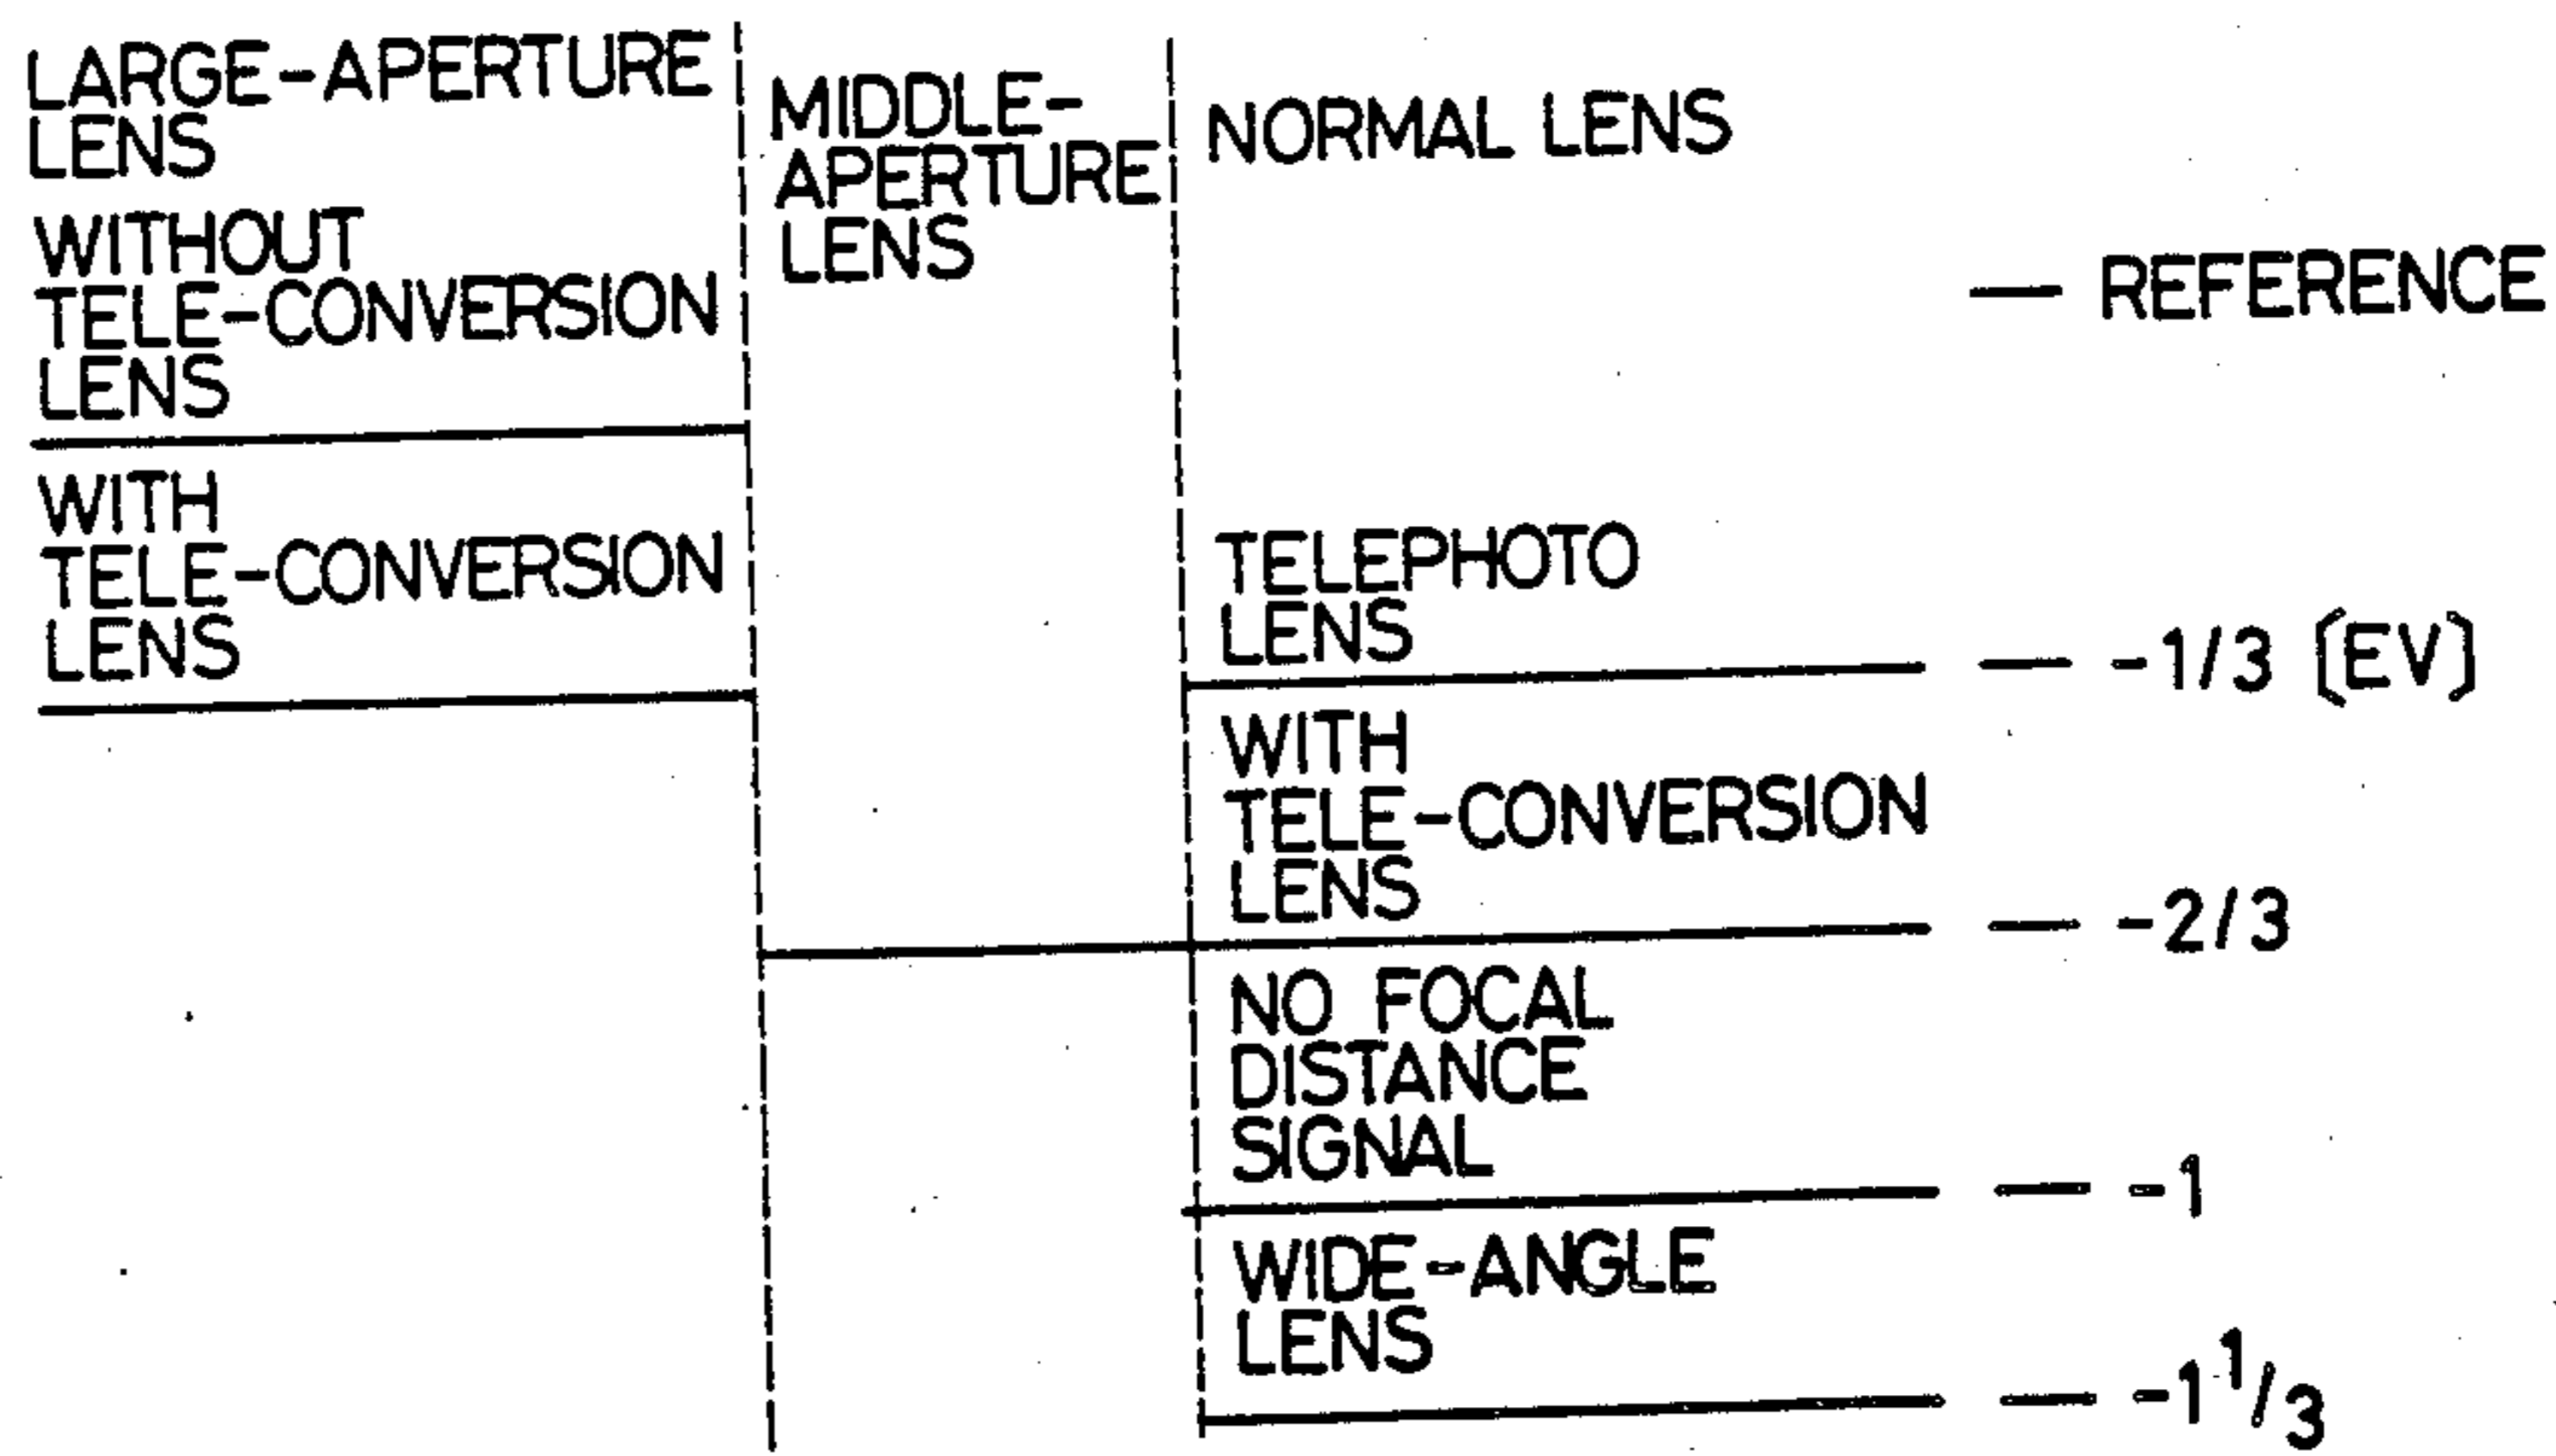 LARGE-APERTURE
LENS
WITHOUT
TELE-CONVERSION
LENS
WITH
TELE-CONVERSION
LENS
MIDDLE-
APERTURE
LENS
NORMAL LENS
TELEPHOTO
LENS
WITH
TELE-CONVERSION
LENS
NO FOCAL
DISTANCE
SIGNAL
WIDE-ANGLE
LENS
— REFERENCE
— -1/3 [EV]
— -2/3
— -1
— -1 1/3